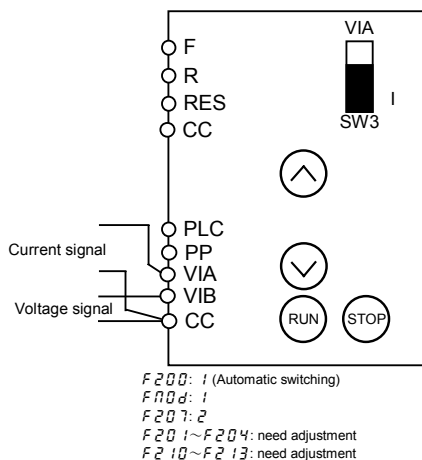 VIA
F
R
RES
I
SW3
CC
PLC
PP
Current signal
VIA
VIB
Voltage signal
CC
RUN
STOP
F200: 1 (Automatic switching)
FMOd: 1
F207: 2
F201~F204: need adjustment
F210~F213: need adjustment